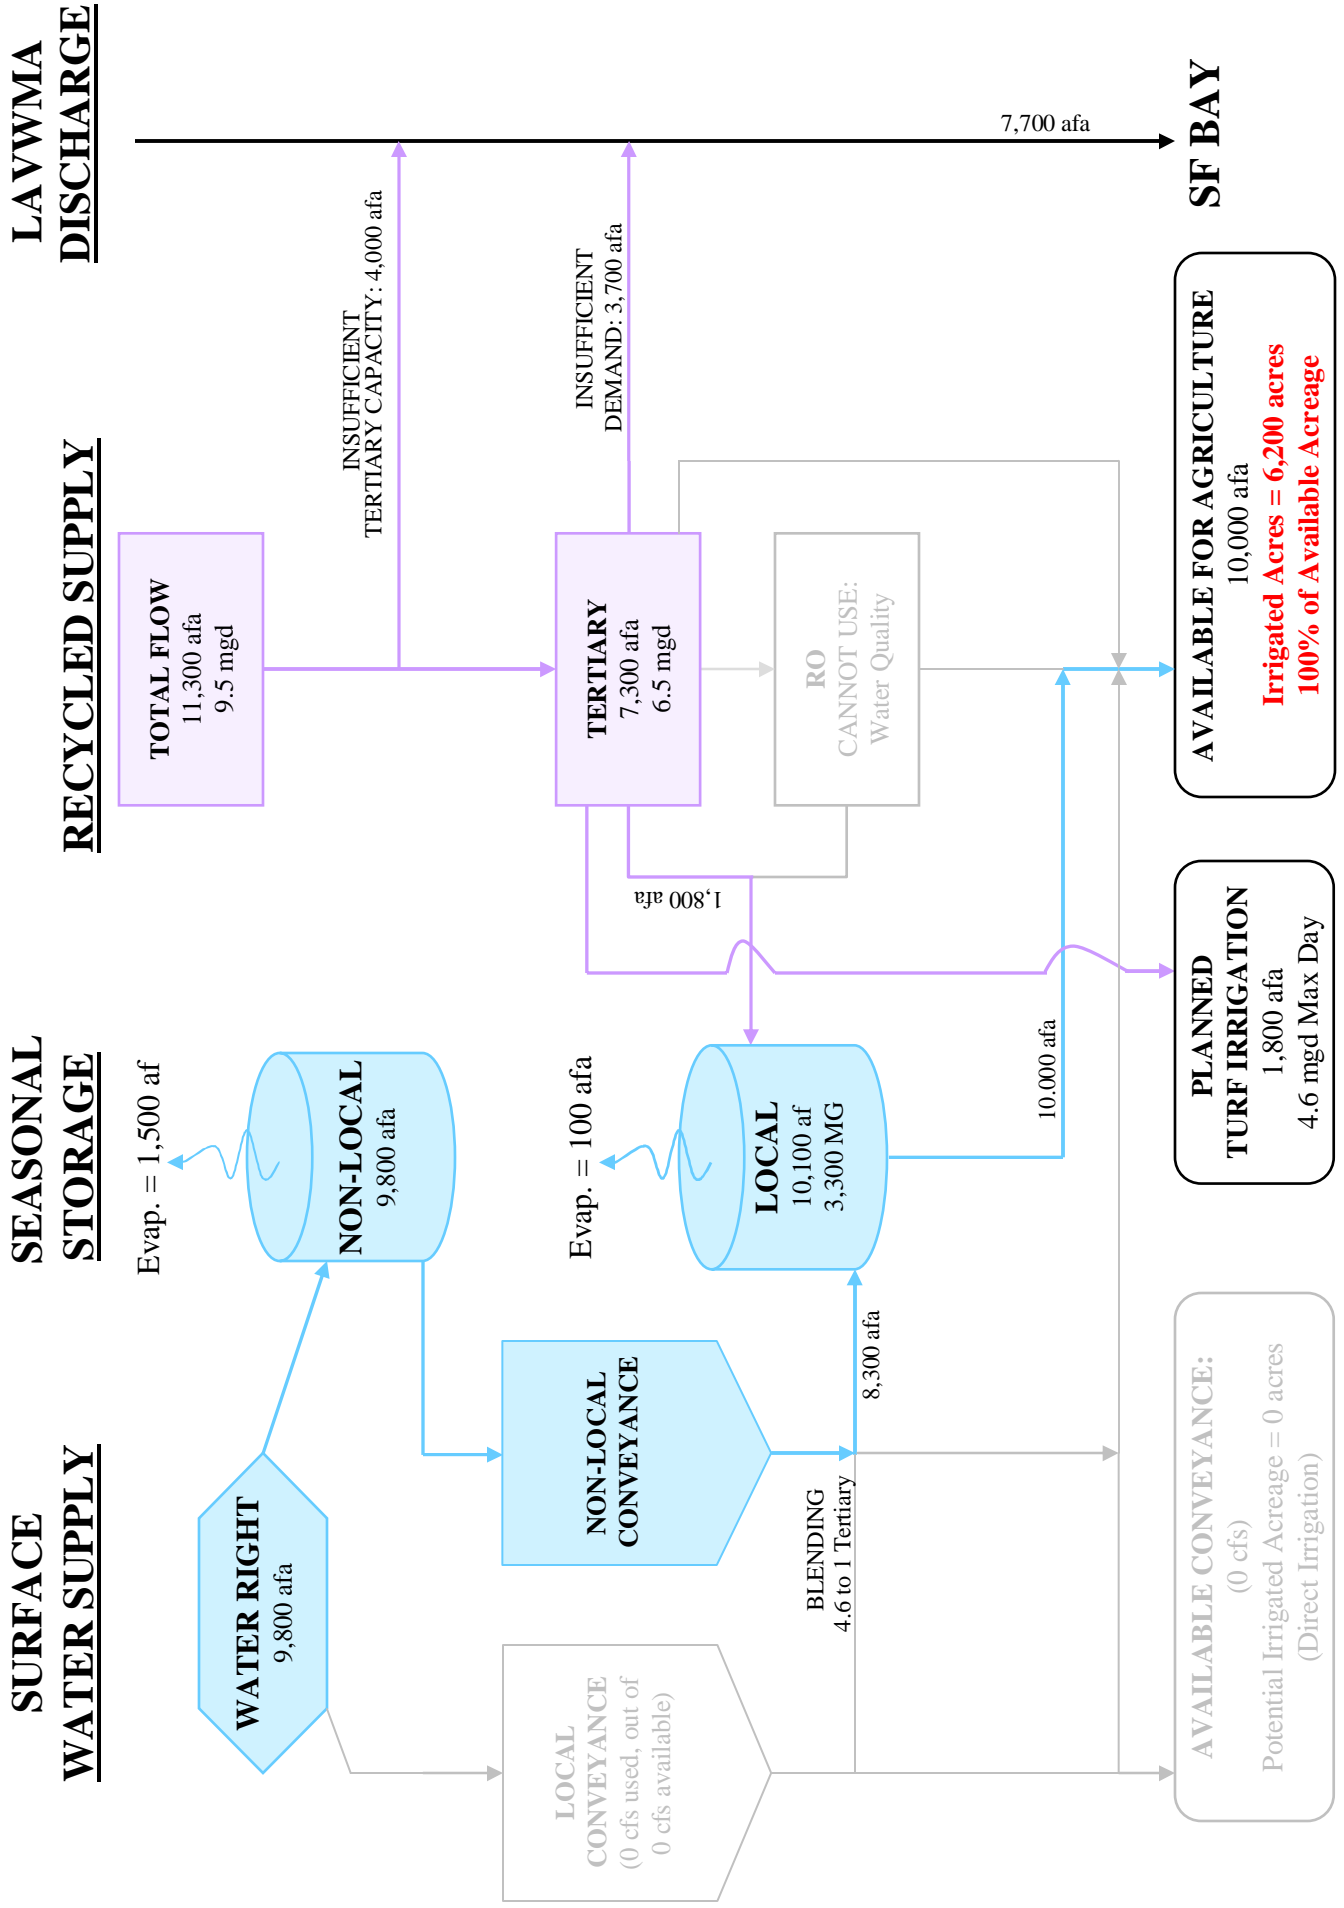 SURFACE
WATER SUPPLY
SEASONAL
STORAGE
RECYCLED SUPPLY
LAVWMA
DISCHARGE
WATER RIGHT
9,800 afa
Evap. = 1,500 af
NON-LOCAL
9,800 afa
TOTAL FLOW
11,300 afa
9.5 mgd
INSUFFICIENT
TERTIARY CAPACITY: 4,000 afa
LOCAL
CONVEYANCE
(0 cfs used, out of
0 cfs available)
NON-LOCAL
CONVEYANCE
Evap. = 100 afa
LOCAL
10,100 af
3,300 MG
TERTIARY
7,300 afa
6.5 mgd
INSUFFICIENT
DEMAND: 3,700 afa
1,800 afa
RO
CANNOT USE:
Water Quality
BLENDING
4.6 to 1 Tertiary
8,300 afa
10.000 afa
7,700 afa
AVAILABLE CONVEYANCE:
(0 cfs)
Potential Irrigated Acreage = 0 acres
(Direct Irrigation)
PLANNED
TURF IRRIGATION
1,800 afa
4.6 mgd Max Day
AVAILABLE FOR AGRICULTURE
10,000 afa
Irrigated Acres = 6,200 acres
100% of Available Acreage
SF BAY